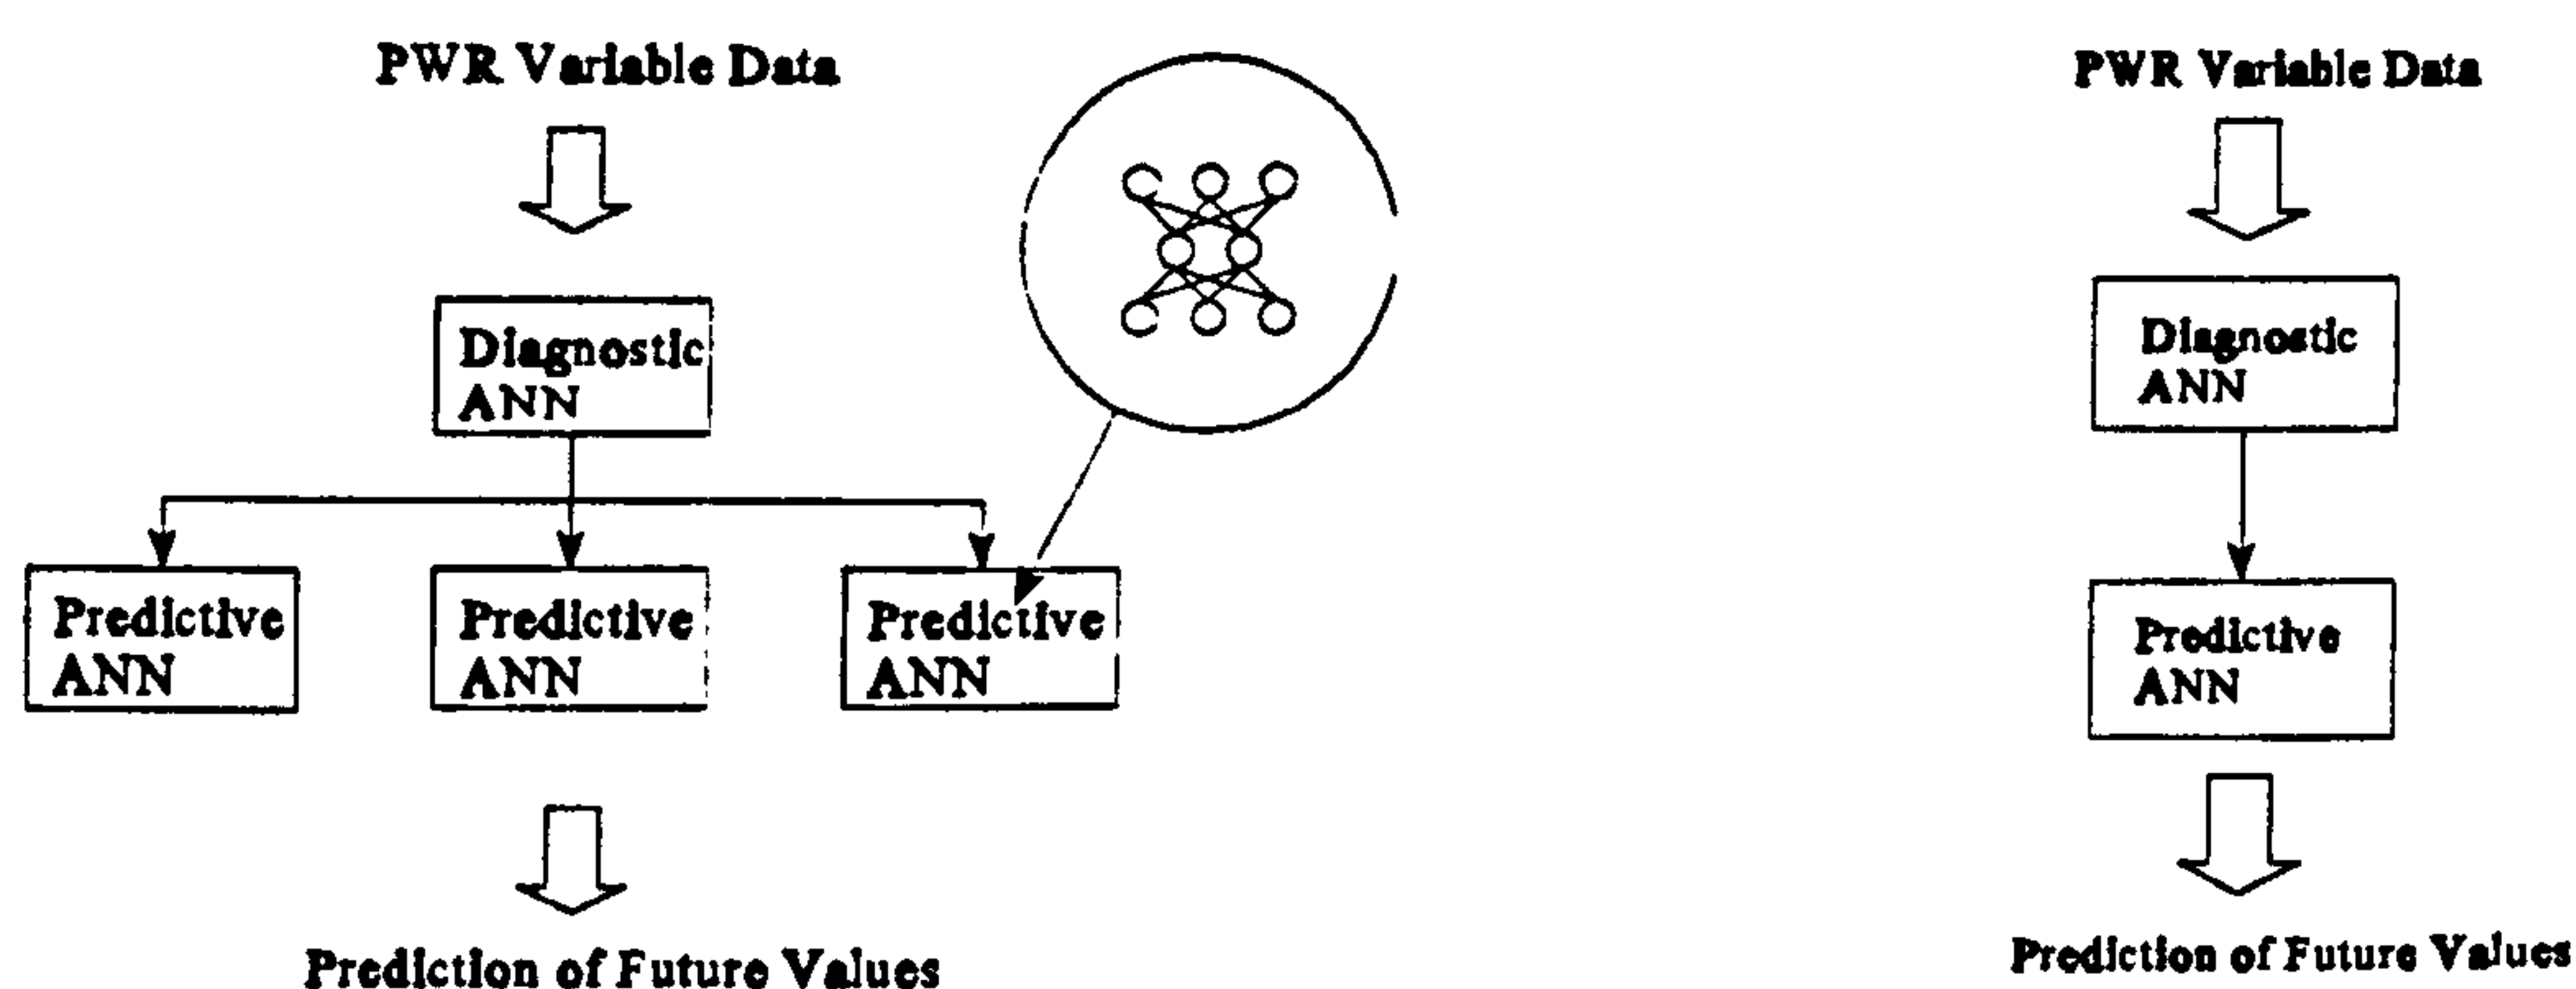 PWR Variable Data
Diagnostic
ANN
Predictive
ANN
Predictive
ANN
Predictive
ANN
Prediction of Future Values
PWR Variable Data
Diagnostic
ANN
Predictive
ANN
Prediction of Future Values